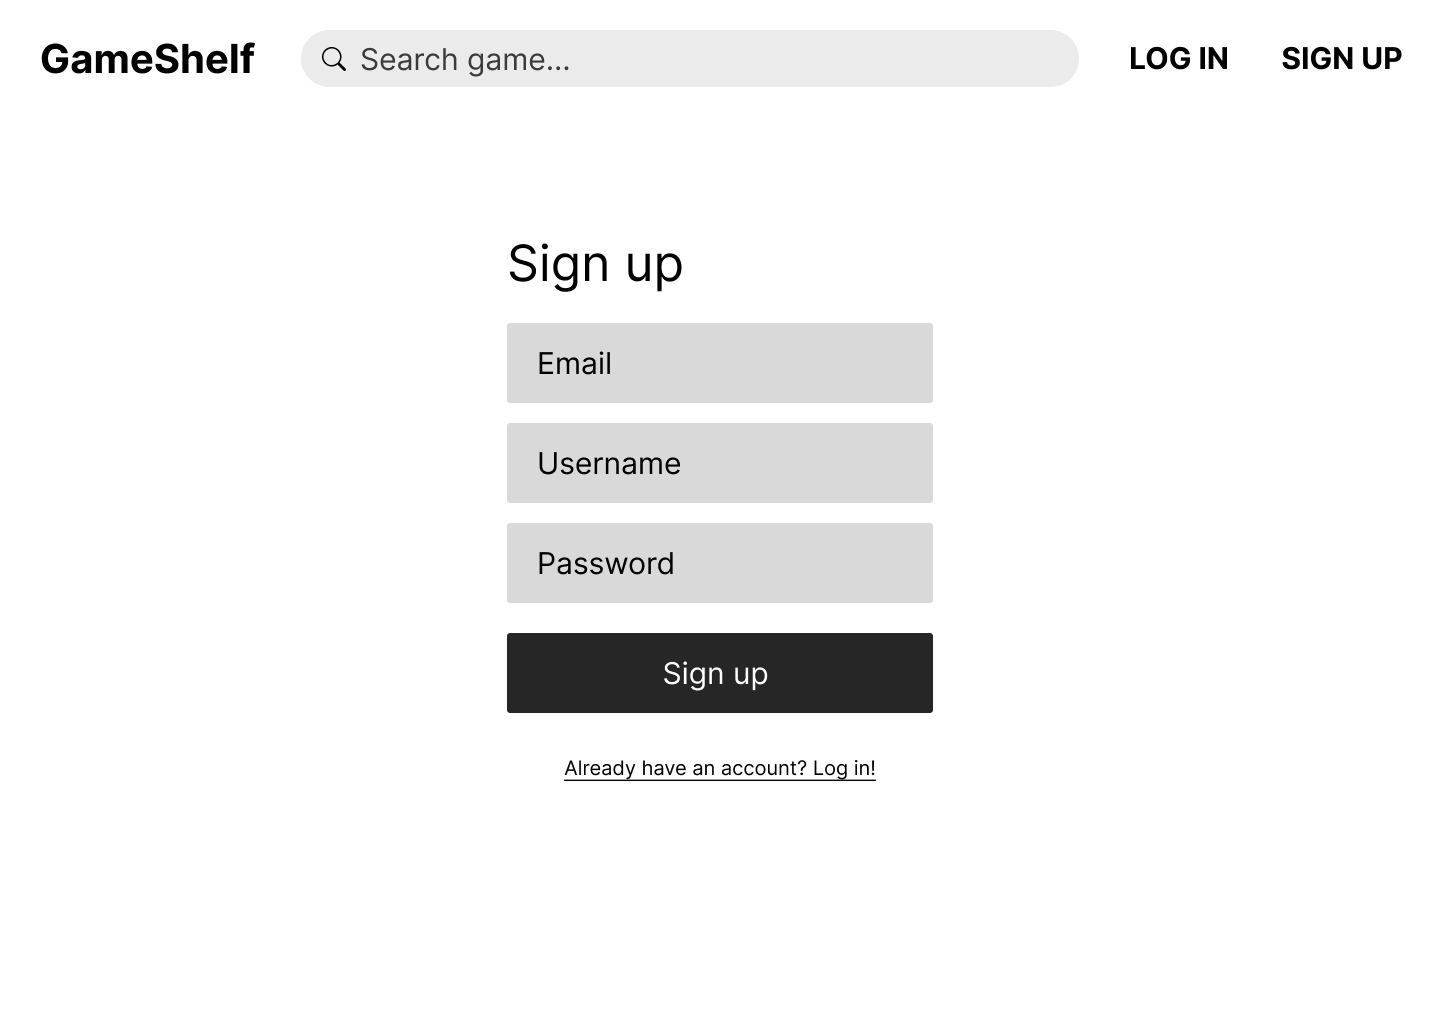 GameShelf
Search game...
LOG IN
SIGN UP
Sign up
Email
Username
Password
Sign up
Already have an account? Log in!